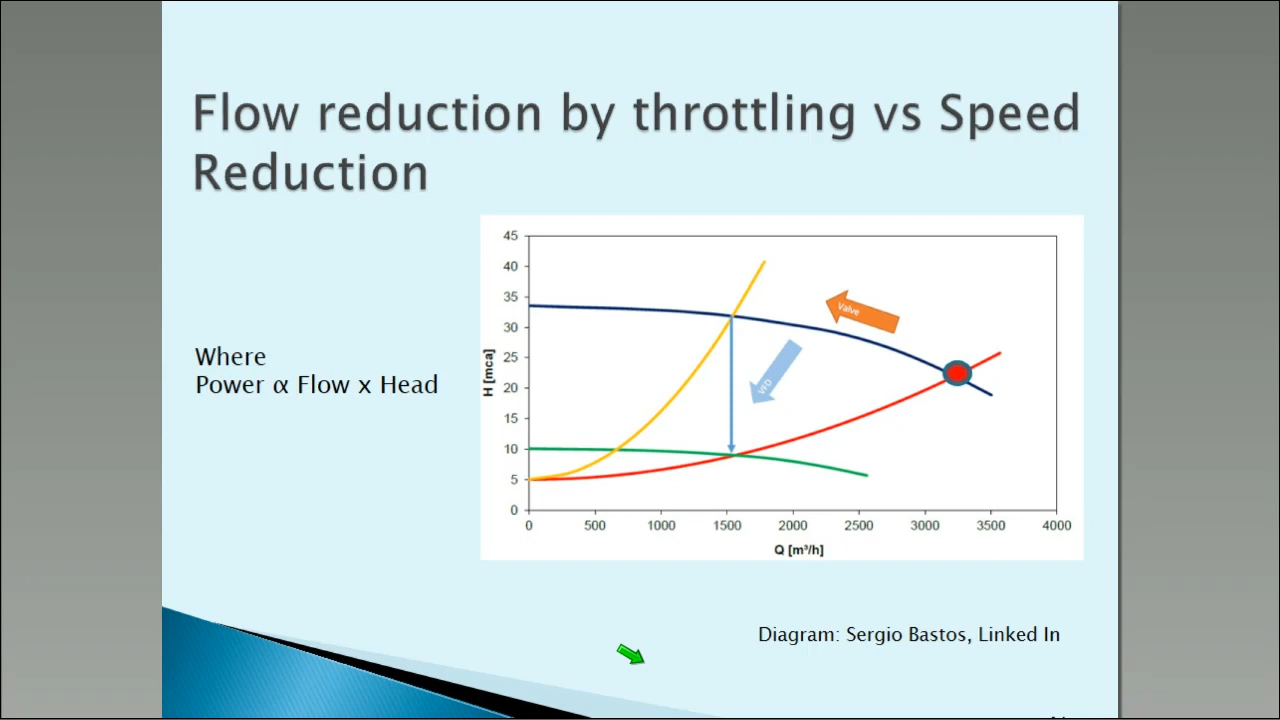 Flow reduction by throttling vs Speed
Reduction
Where
Power α Flow x Head
45
40
35
30
25
20
15
10
5
0
H [mca]
Valve
VFD
0 500 1000 1500 2000 2500 3000 3500 4000
Q [m³/h]
Diagram: Sergio Bastos, Linked In